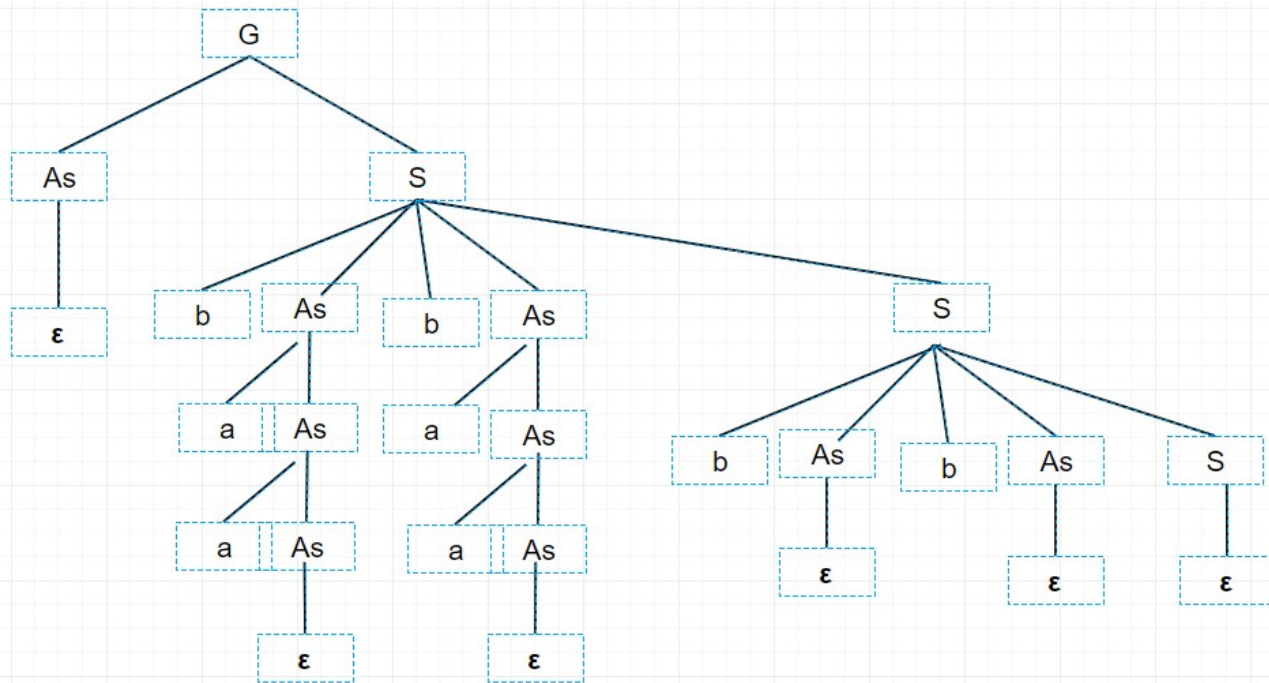 G
As S
b As b As S
ε
a As a As
b As b As S
a As a As
ε ε ε
ε ε